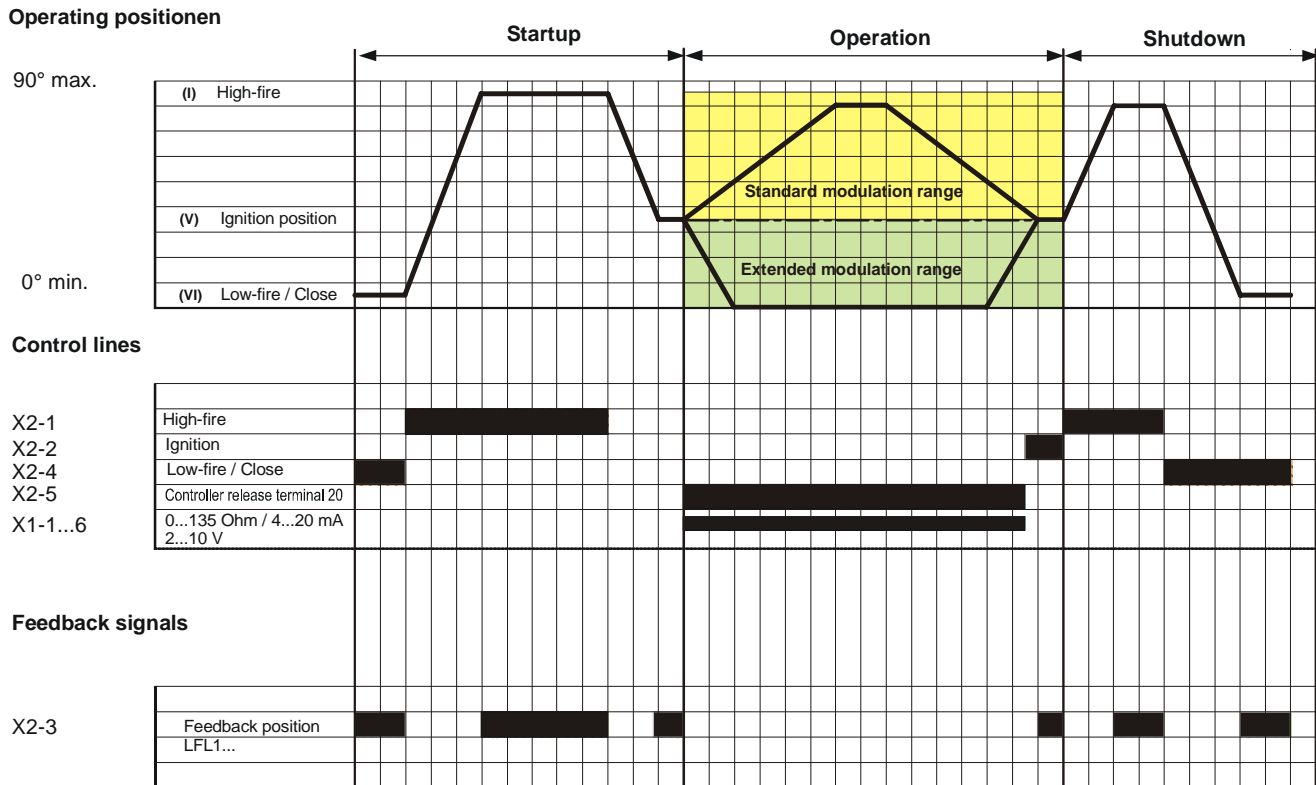 Operating positionen
Startup
Operation
Shutdown
90° max.
(I) High-fire
Standard modulation range
(V) Ignition position
Extended modulation range
0° min.
(VI) Low-fire / Close
Control lines
X2-1 High-fire
X2-2 Ignition
X2-4 Low-fire / Close
X2-5 Controller release terminal 20
X1-1...6 0...135 Ohm / 4...20 mA
2...10 V
Feedback signals
X2-3 Feedback position
LFL1...